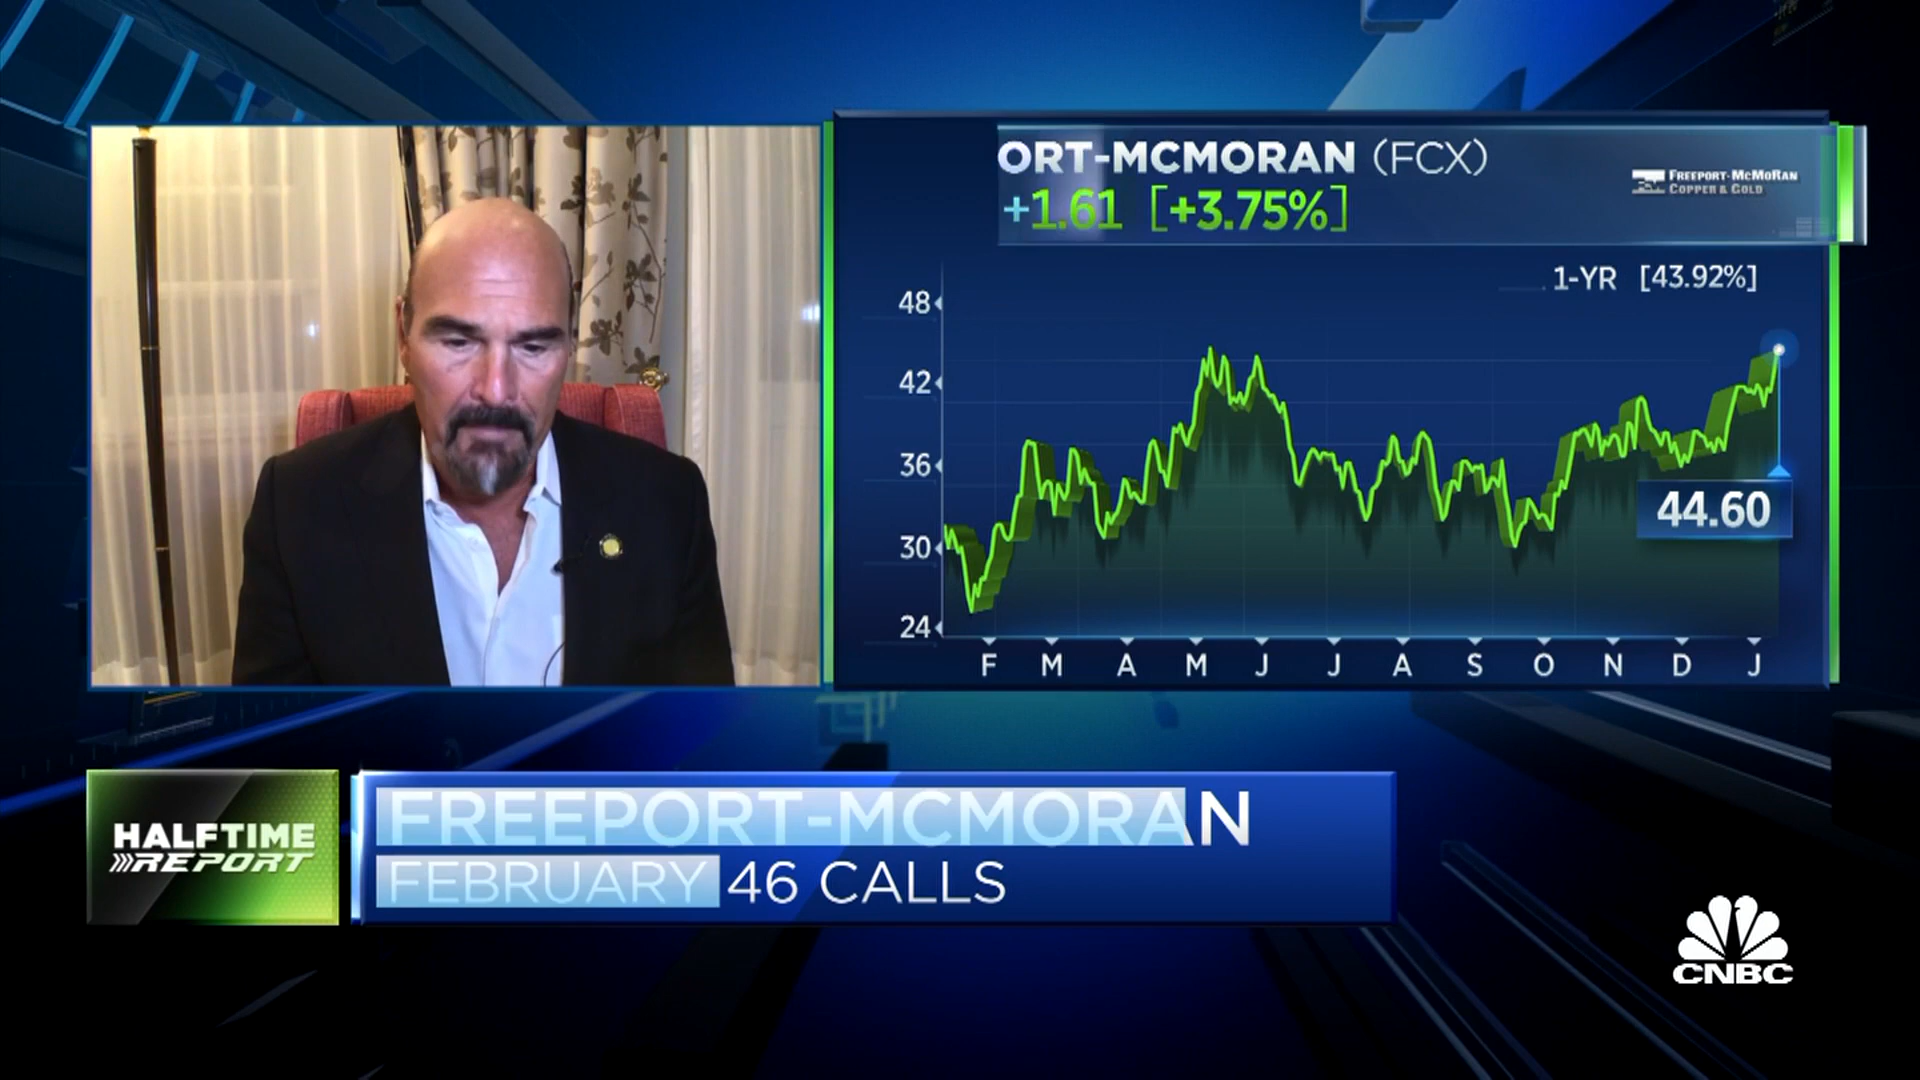 ORT-MCMORAN (FCX)
+1.61 [+3.75%]
FREEPORT-MCMORAN
COPPER & GOLD
1-YR [43.92%]
48
42
36
30
24
44.60
F M A M J J A S O N D J
HALFTIME
REPORT
FREEPORT-MCMORAN
FEBRUARY 46 CALLS
CNBC